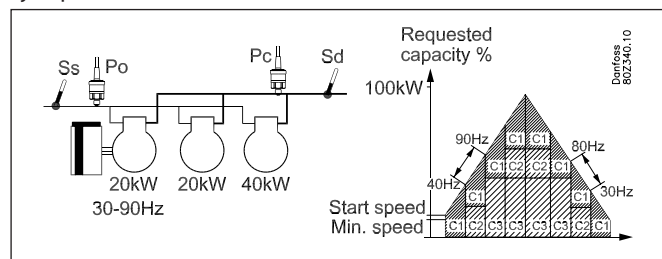 Ss Po Pc Sd
20kW 20kW 40kW
30-90Hz
Requested
capacity %
100kW
90Hz
40Hz
80Hz
30Hz
C1 C1
C1 C2 C2 C1
C1 C1
Start speed
Min. speed
C1 C2 C3 C3 C3 C3 C2 C1
Danfoss
80Z340.10